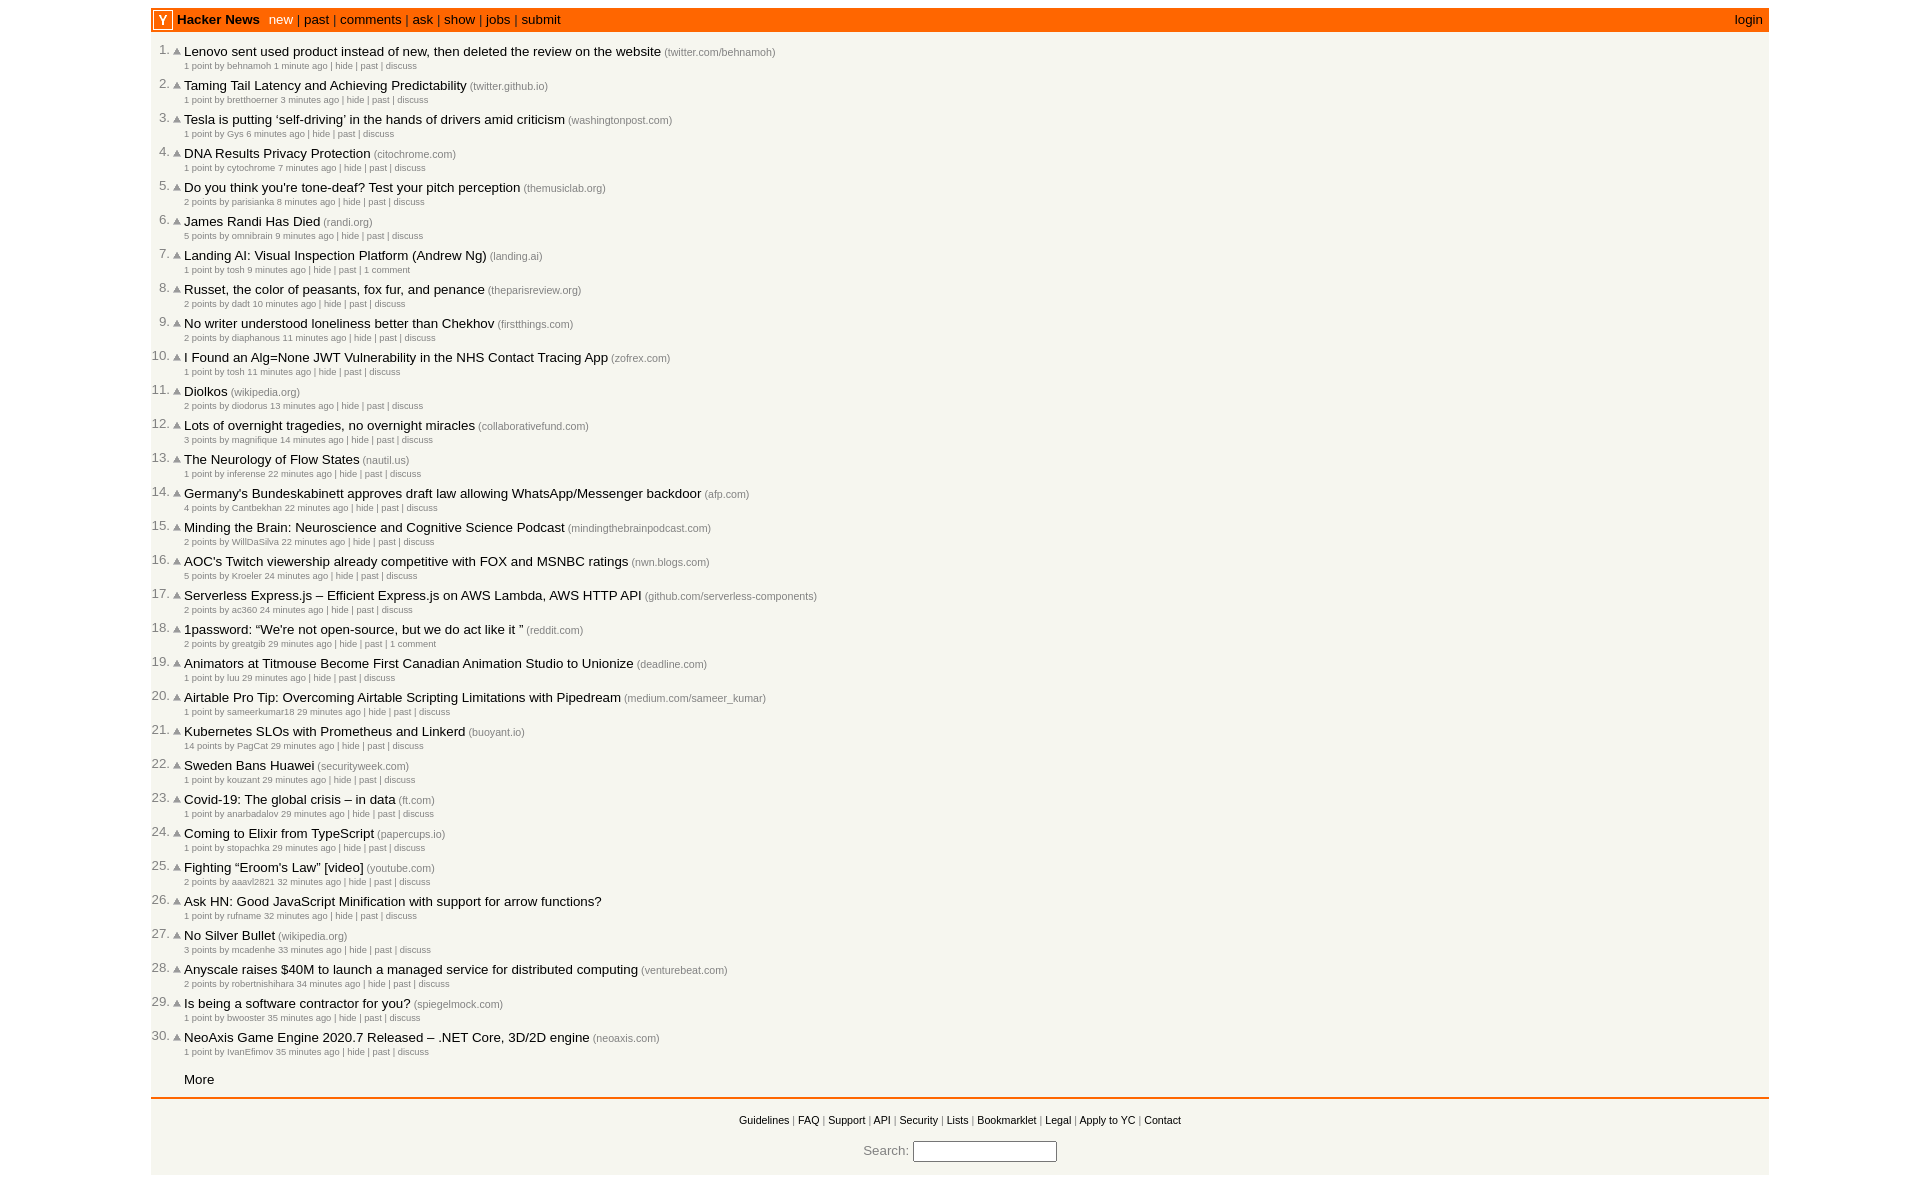 Y Hacker News new | past | comments | ask | show | jobs | submit login
1. Lenovo sent used product instead of new, then deleted the review on the website (twitter.com/behnamoh)
1 point by behnamoh 1 minute ago | hide | past | discuss
2. Taming Tail Latency and Achieving Predictability (twitter.github.io)
1 point by bretthoerner 3 minutes ago | hide | past | discuss
3. Tesla is putting ‘self-driving’ in the hands of drivers amid criticism (washingtonpost.com)
1 point by Gys 6 minutes ago | hide | past | discuss
4. DNA Results Privacy Protection (citochrome.com)
1 point by cytochrome 7 minutes ago | hide | past | discuss
5. Do you think you're tone-deaf? Test your pitch perception (themusiclab.org)
2 points by parisianka 8 minutes ago | hide | past | discuss
6. James Randi Has Died (randi.org)
5 points by omnibrain 9 minutes ago | hide | past | discuss
7. Landing AI: Visual Inspection Platform (Andrew Ng) (landing.ai)
1 point by tosh 9 minutes ago | hide | past | 1 comment
8. Russet, the color of peasants, fox fur, and penance (theparisreview.org)
2 points by dadt 10 minutes ago | hide | past | discuss
9. No writer understood loneliness better than Chekhov (firstthings.com)
2 points by diaphanous 11 minutes ago | hide | past | discuss
10. I Found an Alg=None JWT Vulnerability in the NHS Contact Tracing App (zofrex.com)
1 point by tosh 11 minutes ago | hide | past | discuss
11. Diolkos (wikipedia.org)
2 points by diodorus 13 minutes ago | hide | past | discuss
12. Lots of overnight tragedies, no overnight miracles (collaborativefund.com)
3 points by magnifique 14 minutes ago | hide | past | discuss
13. The Neurology of Flow States (nautil.us)
1 point by inferense 22 minutes ago | hide | past | discuss
14. Germany's Bundeskabinett approves draft law allowing WhatsApp/Messenger backdoor (afp.com)
4 points by Cantbekhan 22 minutes ago | hide | past | discuss
15. Minding the Brain: Neuroscience and Cognitive Science Podcast (mindingthebrainpodcast.com)
2 points by WillDaSilva 22 minutes ago | hide | past | discuss
16. AOC's Twitch viewership already competitive with FOX and MSNBC ratings (nwn.blogs.com)
5 points by Kroeler 24 minutes ago | hide | past | discuss
17. Serverless Express.js – Efficient Express.js on AWS Lambda, AWS HTTP API (github.com/serverless-components)
2 points by ac360 24 minutes ago | hide | past | discuss
18. 1password: “We're not open-source, but we do act like it ” (reddit.com)
2 points by greatgib 29 minutes ago | hide | past | 1 comment
19. Animators at Titmouse Become First Canadian Animation Studio to Unionize (deadline.com)
1 point by luu 29 minutes ago | hide | past | discuss
20. Airtable Pro Tip: Overcoming Airtable Scripting Limitations with Pipedream (medium.com/sameer_kumar)
1 point by sameerkumar18 29 minutes ago | hide | past | discuss
21. Kubernetes SLOs with Prometheus and Linkerd (buoyant.io)
14 points by PagCat 29 minutes ago | hide | past | discuss
22. Sweden Bans Huawei (securityweek.com)
1 point by kouzant 29 minutes ago | hide | past | discuss
23. Covid-19: The global crisis – in data (ft.com)
1 point by anarbadalov 29 minutes ago | hide | past | discuss
24. Coming to Elixir from TypeScript (papercups.io)
1 point by stopachka 29 minutes ago | hide | past | discuss
25. Fighting “Eroom's Law” [video] (youtube.com)
2 points by aaavl2821 32 minutes ago | hide | past | discuss
26. Ask HN: Good JavaScript Minification with support for arrow functions?
1 point by rufname 32 minutes ago | hide | past | discuss
27. No Silver Bullet (wikipedia.org)
3 points by mcadenhe 33 minutes ago | hide | past | discuss
28. Anyscale raises $40M to launch a managed service for distributed computing (venturebeat.com)
2 points by robertnishihara 34 minutes ago | hide | past | discuss
29. Is being a software contractor for you? (spiegelmock.com)
1 point by bwooster 35 minutes ago | hide | past | discuss
30. NeoAxis Game Engine 2020.7 Released – .NET Core, 3D/2D engine (neoaxis.com)
1 point by IvanEfimov 35 minutes ago | hide | past | discuss
More
Guidelines | FAQ | Support | API | Security | Lists | Bookmarklet | Legal | Apply to YC | Contact
Search: